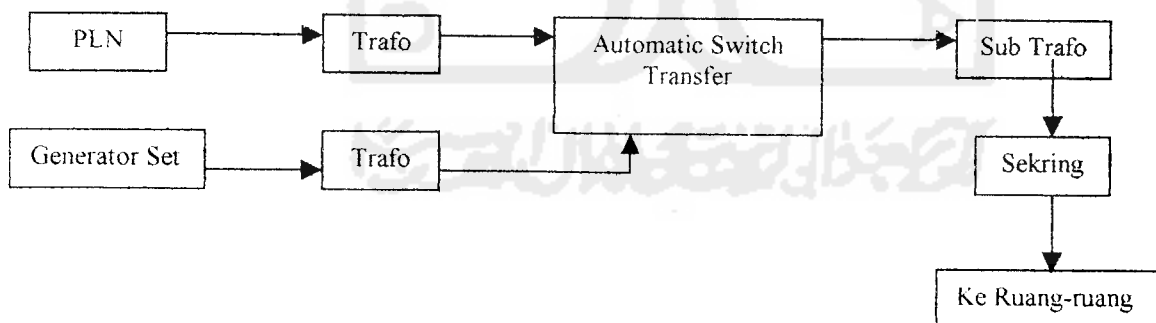 PLN
Trafo
Automatic Switch
Transfer
Sub Trafo
Generator Set
Trafo
Sekring
Ke Ruang-ruang